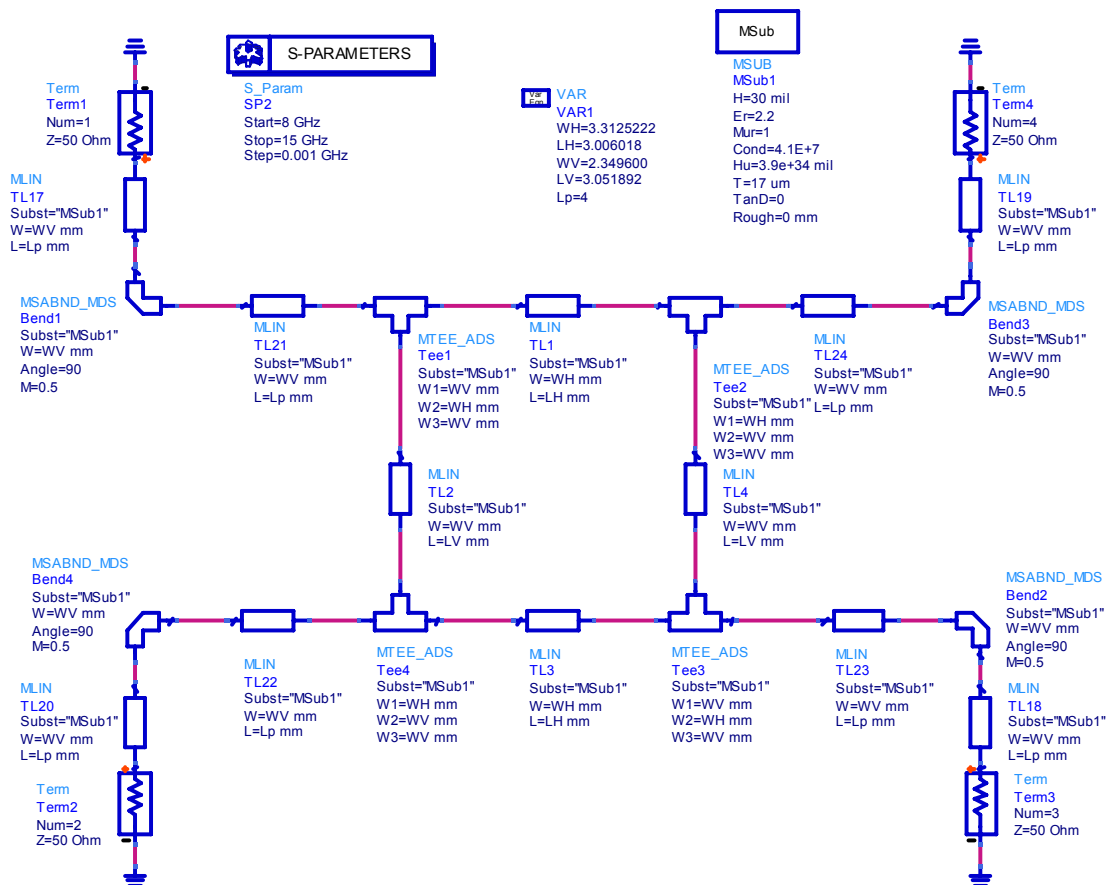 S-PARAMETERS
S_Param
SP2
Start=8 GHz
Stop=15 GHz
Step=0.001 GHz
Var
Eqn
VAR
VAR1
WH=3.3125222
LH=3.006018
WV=2.349600
LV=3.051892
Lp=4
MSub
MSUB
MSub1
H=30 mil
Er=2.2
Mur=1
Cond=4.1E+7
Hu=3.9e+34 mil
T=17 um
TanD=0
Rough=0 mm
Term
Term1
Num=1
Z=50 Ohm
Term
Term4
Num=4
Z=50 Ohm
MLIN
TL17
Subst="MSub1"
W=WV mm
L=Lp mm
MLIN
TL19
Subst="MSub1"
W=WV mm
L=Lp mm
MSABND_MDS
Bend1
Subst="MSub1"
W=WV mm
Angle=90
M=0.5
MLIN
TL21
Subst="MSub1"
W=WV mm
L=Lp mm
MTEE_ADS
Tee1
Subst="MSub1"
W1=WV mm
W2=WH mm
W3=WV mm
MLIN
TL1
Subst="MSub1"
W=WH mm
L=LH mm
MTEE_ADS
Tee2
Subst="MSub1"
W1=WH mm
W2=WV mm
W3=WV mm
MLIN
TL24
Subst="MSub1"
W=WV mm
L=Lp mm
MSABND_MDS
Bend3
Subst="MSub1"
W=WV mm
Angle=90
M=0.5
MLIN
TL2
Subst="MSub1"
W=WV mm
L=LV mm
MLIN
TL4
Subst="MSub1"
W=WV mm
L=LV mm
MSABND_MDS
Bend4
Subst="MSub1"
W=WV mm
Angle=90
M=0.5
MSABND_MDS
Bend2
Subst="MSub1"
W=WV mm
Angle=90
M=0.5
MLIN
TL22
Subst="MSub1"
W=WV mm
L=Lp mm
MTEE_ADS
Tee4
Subst="MSub1"
W1=WH mm
W2=WV mm
W3=WV mm
MLIN
TL3
Subst="MSub1"
W=WH mm
L=LH mm
MTEE_ADS
Tee3
Subst="MSub1"
W1=WV mm
W2=WH mm
W3=WV mm
MLIN
TL23
Subst="MSub1"
W=WV mm
L=Lp mm
MLIN
TL20
Subst="MSub1"
W=WV mm
L=Lp mm
MLIN
TL18
Subst="MSub1"
W=WV mm
L=Lp mm
Term
Term2
Num=2
Z=50 Ohm
Term
Term3
Num=3
Z=50 Ohm